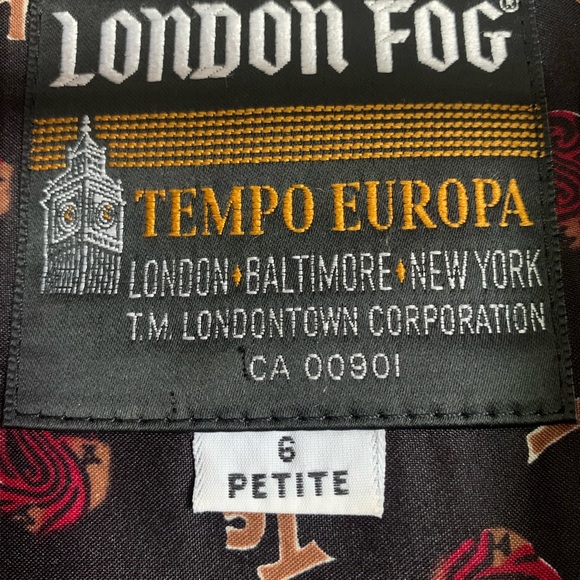 LONDON FOG®
TEMPO EUROPA
LONDON♦BALTIMORE♦NEW YORK
T.M. LONDONTOWN CORPORATION
CA 00901
6
PETITE